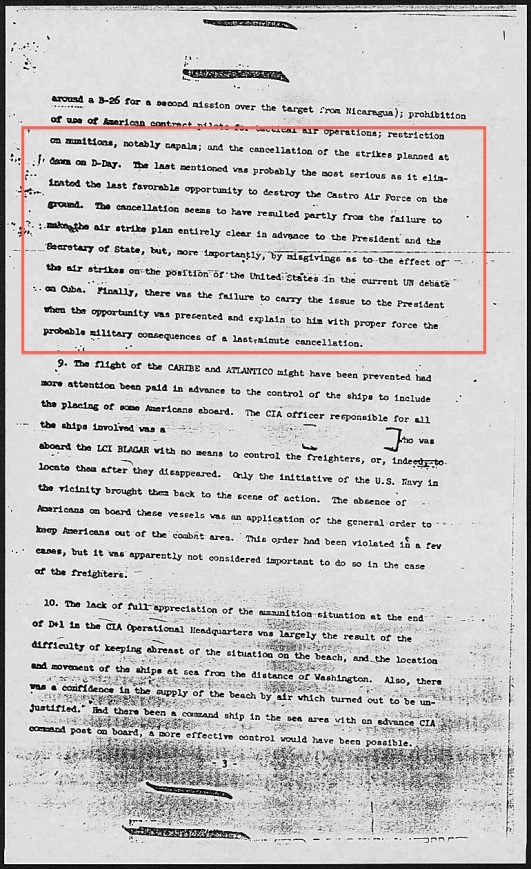 around a B-26 for a second mission over the target from Nicaragua); prohibition
of use of American contract pilots for tactical air operations; restriction
on munitions, notably napalm; and the cancellation of the strikes planned at
dawn on D-Day. The last mentioned was probably the most serious as it elim-
inated the last favorable opportunity to destroy the Castro Air Force on the
ground. The cancellation seems to have resulted partly from the failure to
make the air strike plan entirely clear in advance to the President and the
Secretary of State, but, more importantly, by misgivings as to the effect of
the air strikes on the position of the United States in the current UN debate
on Cuba. Finally, there was the failure to carry the issue to the President
when the opportunity was presented and explain to him with proper force the
probable military consequences of a last-minute cancellation.
9. The flight of the CARIBE and ATLANTICO might have been prevented had
more attention been paid in advance to the control of the ships to include
the placing of some Americans aboard. The CIA officer responsible for all
the ships involved was a [ ] who was
aboard the LCI BLAGAR with no means to control the freighters, or, indeed, to
locate them after they disappeared. Only the initiative of the U.S. Navy in
the vicinity brought them back to the scene of action. The absence of
Americans on board these vessels was an application of the general order to
keep Americans out of the combat area. This order had been violated in a few
cases, but it was apparently not considered important to do so in the case
of the freighters.
10. The lack of full appreciation of the ammunition situation at the end
of D+1 in the CIA Operational Headquarters was largely the result of the
difficulty of keeping abreast of the situation on the beach, and the location
and movement of the ships at sea from the distance of Washington. Also, there
was a confidence in the supply of the beach by air which turned out to be un-
justified. Had there been a command ship in the sea area with an advance CIA
command post on board, a more effective control would have been possible.
- 3 -